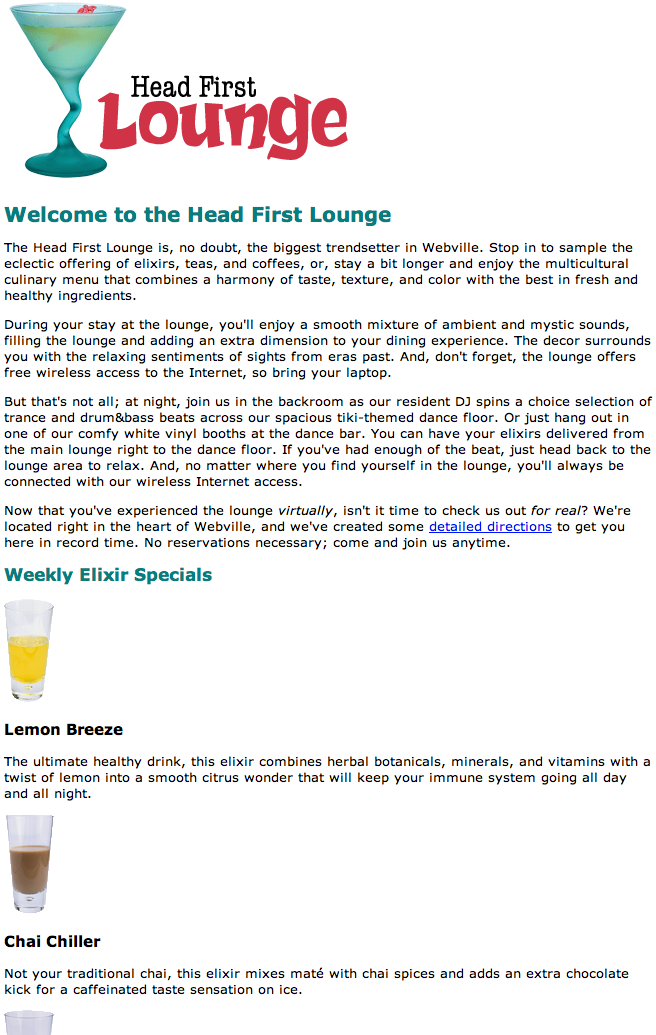 Head First
Lounge
Welcome to the Head First Lounge
The Head First Lounge is, no doubt, the biggest trendsetter in Webville. Stop in to sample the
eclectic offering of elixirs, teas, and coffees, or, stay a bit longer and enjoy the multicultural
culinary menu that combines a harmony of taste, texture, and color with the best in fresh and
healthy ingredients.
During your stay at the lounge, you'll enjoy a smooth mixture of ambient and mystic sounds,
filling the lounge and adding an extra dimension to your dining experience. The decor surrounds
you with the relaxing sentiments of sights from eras past. And, don't forget, the lounge offers
free wireless access to the Internet, so bring your laptop.
But that's not all; at night, join us in the backroom as our resident DJ spins a choice selection of
trance and drum&bass beats across our spacious tiki-themed dance floor. Or just hang out in
one of our comfy white vinyl booths at the dance bar. You can have your elixirs delivered from
the main lounge right to the dance floor. If you've had enough of the beat, just head back to the
lounge area to relax. And, no matter where you find yourself in the lounge, you'll always be
connected with our wireless Internet access.
Now that you've experienced the lounge virtually, isn't it time to check us out for real? We're
located right in the heart of Webville, and we've created some detailed directions to get you
here in record time. No reservations necessary; come and join us anytime.
Weekly Elixir Specials
Lemon Breeze
The ultimate healthy drink, this elixir combines herbal botanicals, minerals, and vitamins with a
twist of lemon into a smooth citrus wonder that will keep your immune system going all day
and all night.
Chai Chiller
Not your traditional chai, this elixir mixes maté with chai spices and adds an extra chocolate
kick for a caffeinated taste sensation on ice.